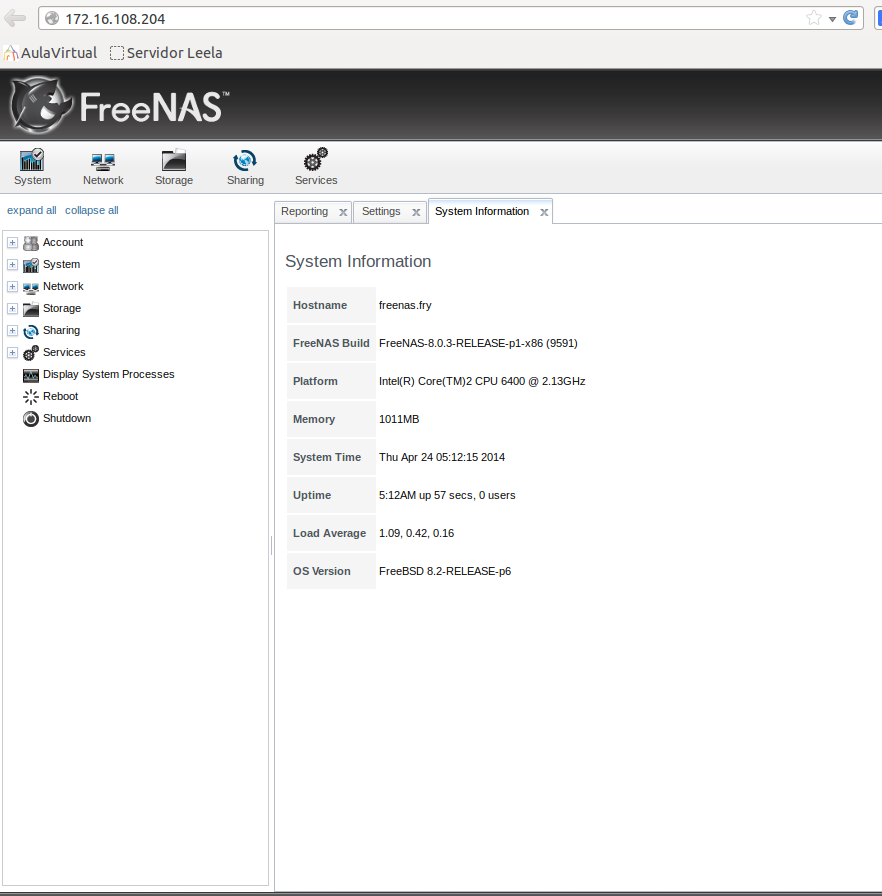 172.16.108.204
AulaVirtual Servidor Leela
FreeNAS™
System Network Storage Sharing Services
expand all collapse all
Account
System
Network
Storage
Sharing
Services
Display System Processes
Reboot
Shutdown
Reporting x Settings x System Information x
System Information
Hostname freenas.fry
FreeNAS Build FreeNAS-8.0.3-RELEASE-p1-x86 (9591)
Platform Intel(R) Core(TM)2 CPU 6400 @ 2.13GHz
Memory 1011MB
System Time Thu Apr 24 05:12:15 2014
Uptime 5:12AM up 57 secs, 0 users
Load Average 1.09, 0.42, 0.16
OS Version FreeBSD 8.2-RELEASE-p6